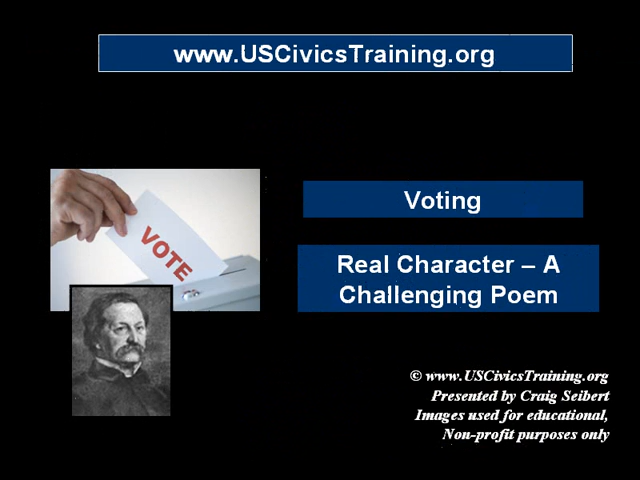 www.USCivicsTraining.org
Voting
VOTE
Real Character – A
Challenging Poem
© www.USCivicsTraining.org
Presented by Craig Seibert
Images used for educational,
Non-profit purposes only